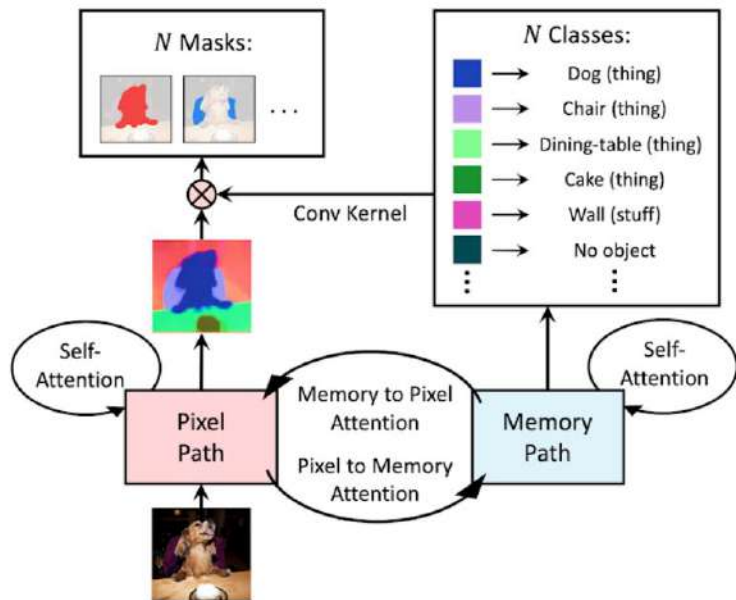 N Masks:
...
N Classes:
Dog (thing)
Chair (thing)
Dining-table (thing)
Cake (thing)
Wall (stuff)
No object
Conv Kernel
Self-
Attention
Pixel
Path
Memory to Pixel
Attention
Pixel to Memory
Attention
Memory
Path
Self-
Attention